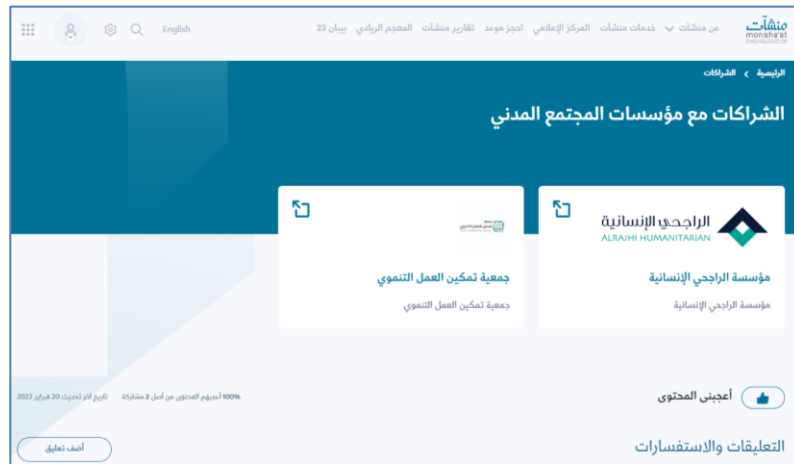 منشآت
monsha'at
عن منشآت
خدمات منشآت
المركز الإعلامي
احجز موعد
تقارير منشآت
المعجم الريادي
بيبان 23
English
الرئيسية > الشراكات
الشراكات مع مؤسسات المجتمع المدني
الراجحي الإنسانية
ALRAJHI HUMANITARIAN
مؤسسة الراجحي الإنسانية
مؤسسة الراجحي الإنسانية
جمعية تمكين العمل التنموي
جمعية تمكين العمل التنموي
أعجبني المحتوى
100% أعجبهم المحتوى من أصل 2 مشاركة
تاريخ آخر تحديث 20 فبراير 2023
التعليقات والاستفسارات
أضف تعليق